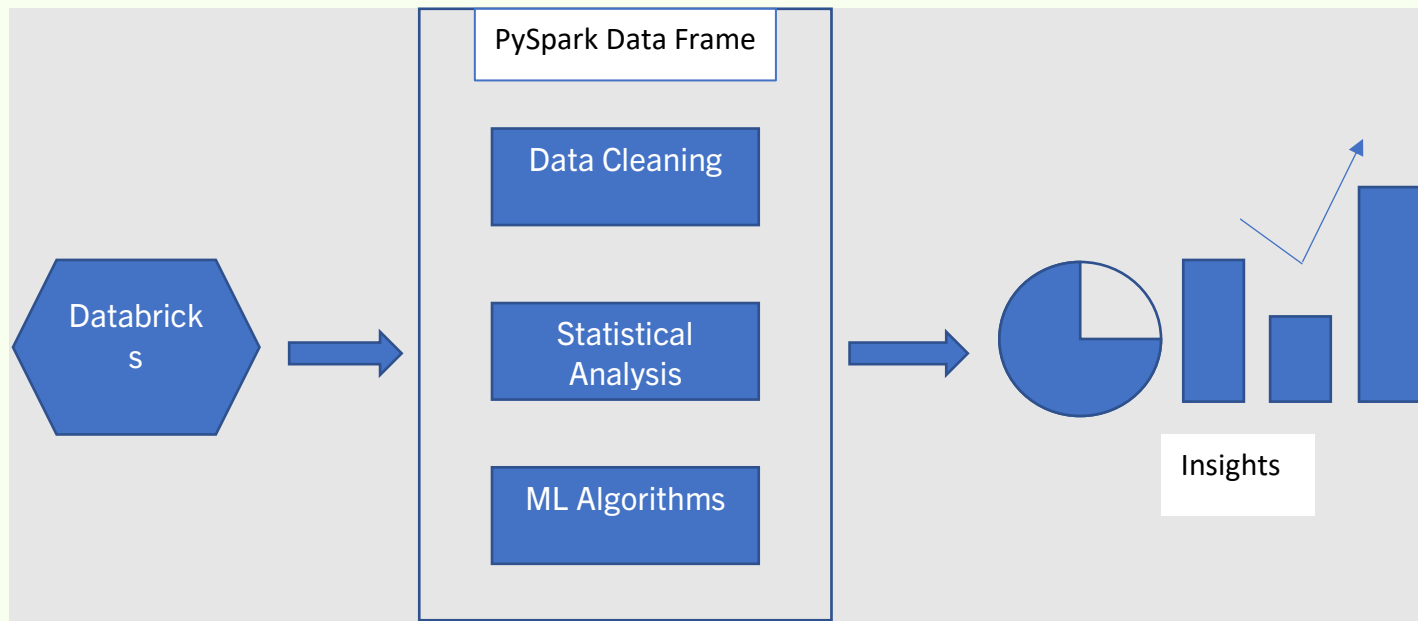 PySpark Data Frame
Data Cleaning
Databrick
s
Statistical
Analysis
ML Algorithms
Insights